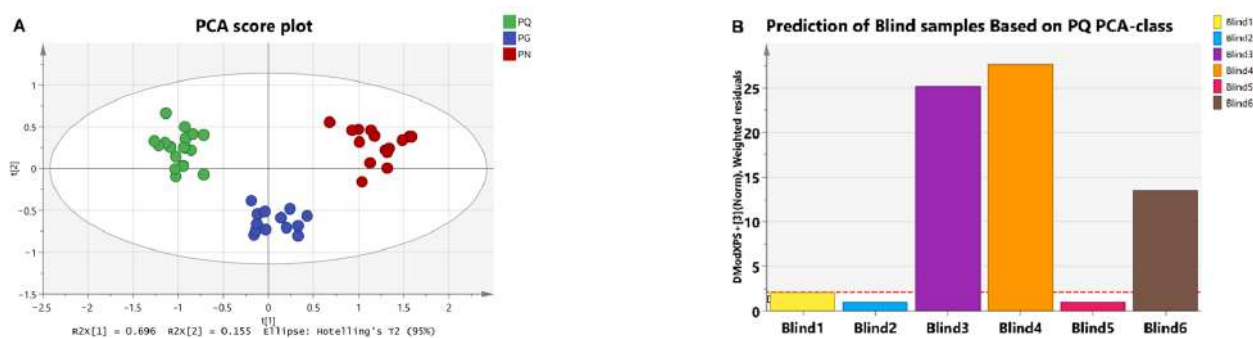 A
PCA score plot
PQ
PG
PN
1
0.5
0
-0.5
-1
-1.5
t[2]
-2.5
-2
-1.5
-1
-0.5
0
0.5
1
1.5
2
t[1]
R2X[1] = 0.696 R2X[2] = 0.155 Ellipse: Hotelling's T2 (95%)
B
Prediction of Blind samples Based on PQ PCA-class
Blind1
Blind2
Blind3
Blind4
Blind5
Blind6
DModXPS+[3](Norm), Weighted residuals
25
20
15
10
5
0
Blind1
Blind2
Blind3
Blind4
Blind5
Blind6